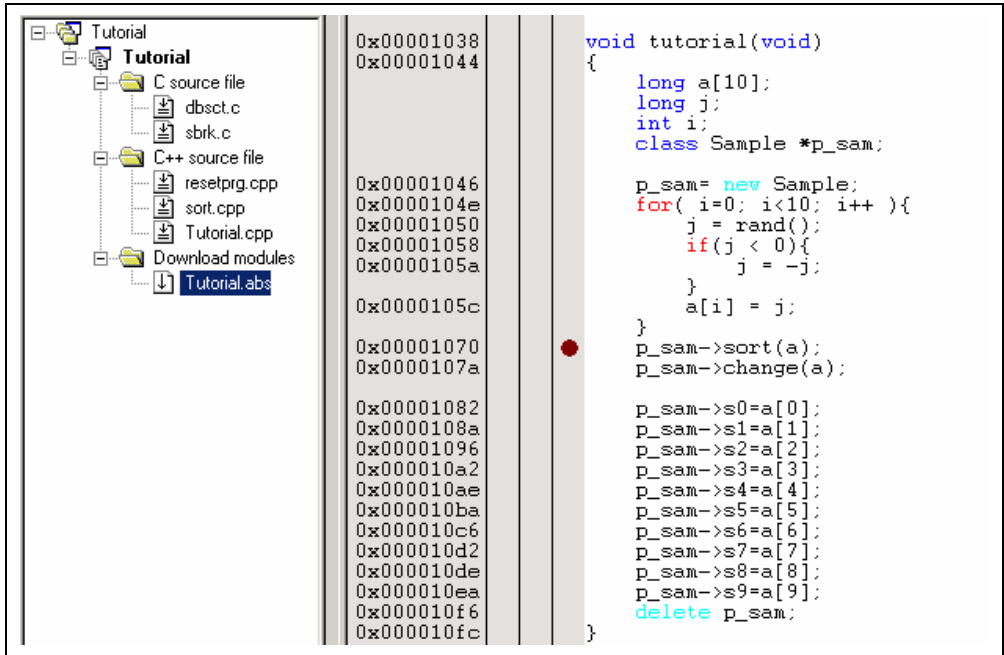 Tutorial
Tutorial
C source file
dbsct.c
sbrk.c
C++ source file
resetprg.cpp
sort.cpp
Tutorial.cpp
Download modules
Tutorial.abs
0x00001038 void tutorial(void)
0x00001044 {
long a[10];
long j;
int i;
class Sample *p_sam;
0x00001046 p_sam= new Sample;
0x0000104e for( i=0; i<10; i++ ){
0x00001050 j = rand();
0x00001058 if(j < 0){
0x0000105a j = -j;
}
0x0000105c a[i] = j;
}
0x00001070 p_sam->sort(a);
0x0000107a p_sam->change(a);
0x00001082 p_sam->s0=a[0];
0x0000108a p_sam->s1=a[1];
0x00001096 p_sam->s2=a[2];
0x000010a2 p_sam->s3=a[3];
0x000010ae p_sam->s4=a[4];
0x000010ba p_sam->s5=a[5];
0x000010c6 p_sam->s6=a[6];
0x000010d2 p_sam->s7=a[7];
0x000010de p_sam->s8=a[8];
0x000010ea p_sam->s9=a[9];
0x000010f6 delete p_sam;
0x000010fc }